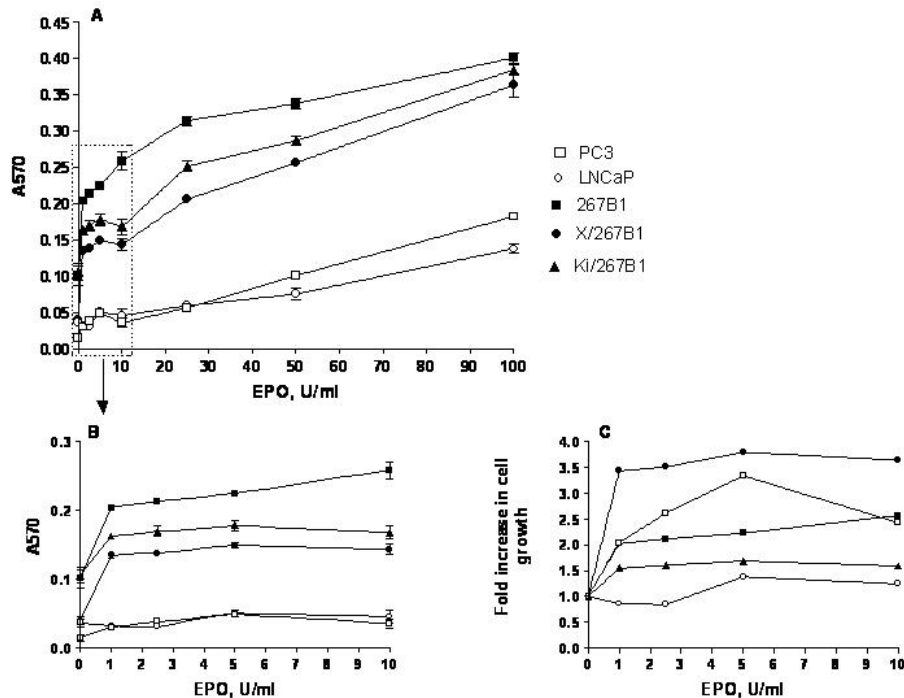 A
0.45
0.40
0.35
0.30
0.25
0.20
0.15
0.10
0.05
0.00
A570
0 10 20 30 40 50 60 70 80 90 100
EPO, U/ml
PC3
LNCaP
267B1
X/267B1
Ki/267B1
B
0.3
0.2
0.1
0.0
A570
0 1 2 3 4 5 6 7 8 9 10
EPO, U/ml
C
4.0
3.5
3.0
2.5
2.0
1.5
1.0
0.5
0.0
Fold increase in cell
growth
0 1 2 3 4 5 6 7 8 9 10
EPO, U/ml